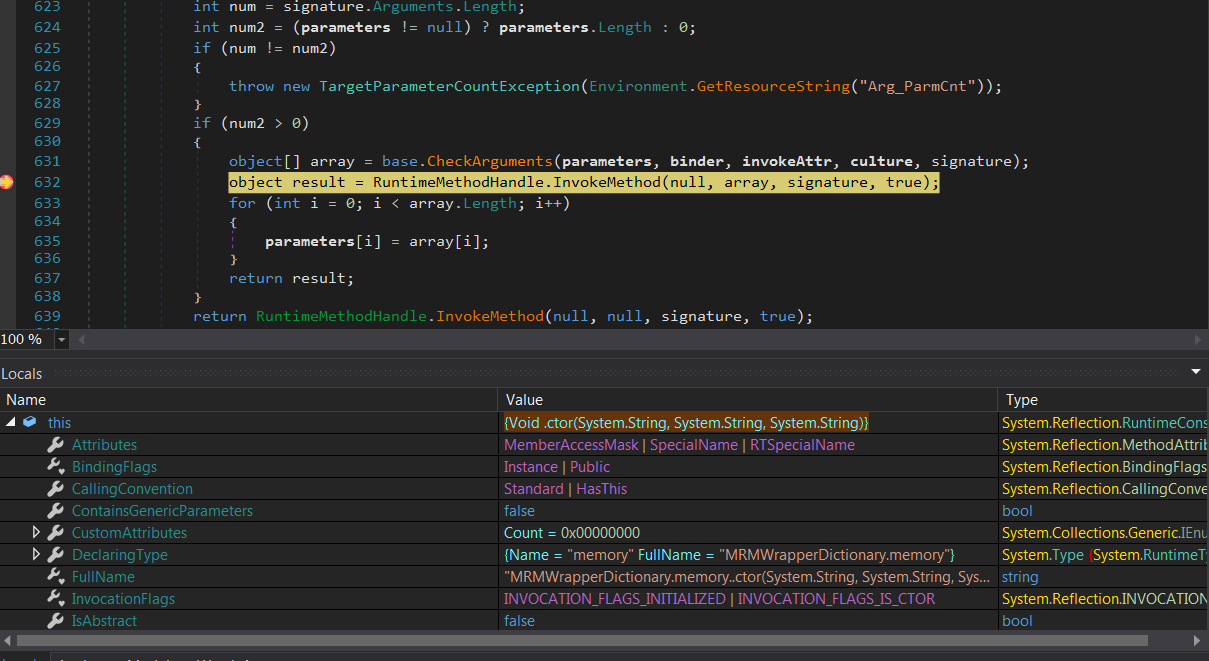 623 int num = signature.Arguments.Length;
624 int num2 = (parameters != null) ? parameters.Length : 0;
625 if (num != num2)
626 {
627 throw new TargetParameterCountException(Environment.GetResourceString("Arg_ParmCnt"));
628 }
629 if (num2 > 0)
630 {
631 object[] array = base.CheckArguments(parameters, binder, invokeAttr, culture, signature);
632 object result = RuntimeMethodHandle.InvokeMethod(null, array, signature, true);
633 for (int i = 0; i < array.Length; i++)
634 {
635 parameters[i] = array[i];
636 }
637 return result;
638 }
639 return RuntimeMethodHandle.InvokeMethod(null, null, signature, true);
100 %
Locals
Name Value Type
this {Void .ctor(System.String, System.String, System.String)} System.Reflection.RuntimeCons
Attributes MemberAccessMask | SpecialName | RTSpecialName System.Reflection.MethodAttrib
BindingFlags Instance | Public System.Reflection.BindingFlags
CallingConvention Standard | HasThis System.Reflection.CallingConve
ContainsGenericParameters false bool
CustomAttributes Count = 0x00000000 System.Collections.Generic.IEnu
DeclaringType {Name = "memory" FullName = "MRMWrapperDictionary.memory"} System.Type {System.RuntimeT
FullName "MRMWrapperDictionary.memory..ctor(System.String, System.String, Sys... string
InvocationFlags INVOCATION_FLAGS_INITIALIZED | INVOCATION_FLAGS_IS_CTOR System.Reflection.INVOCATION
IsAbstract false bool